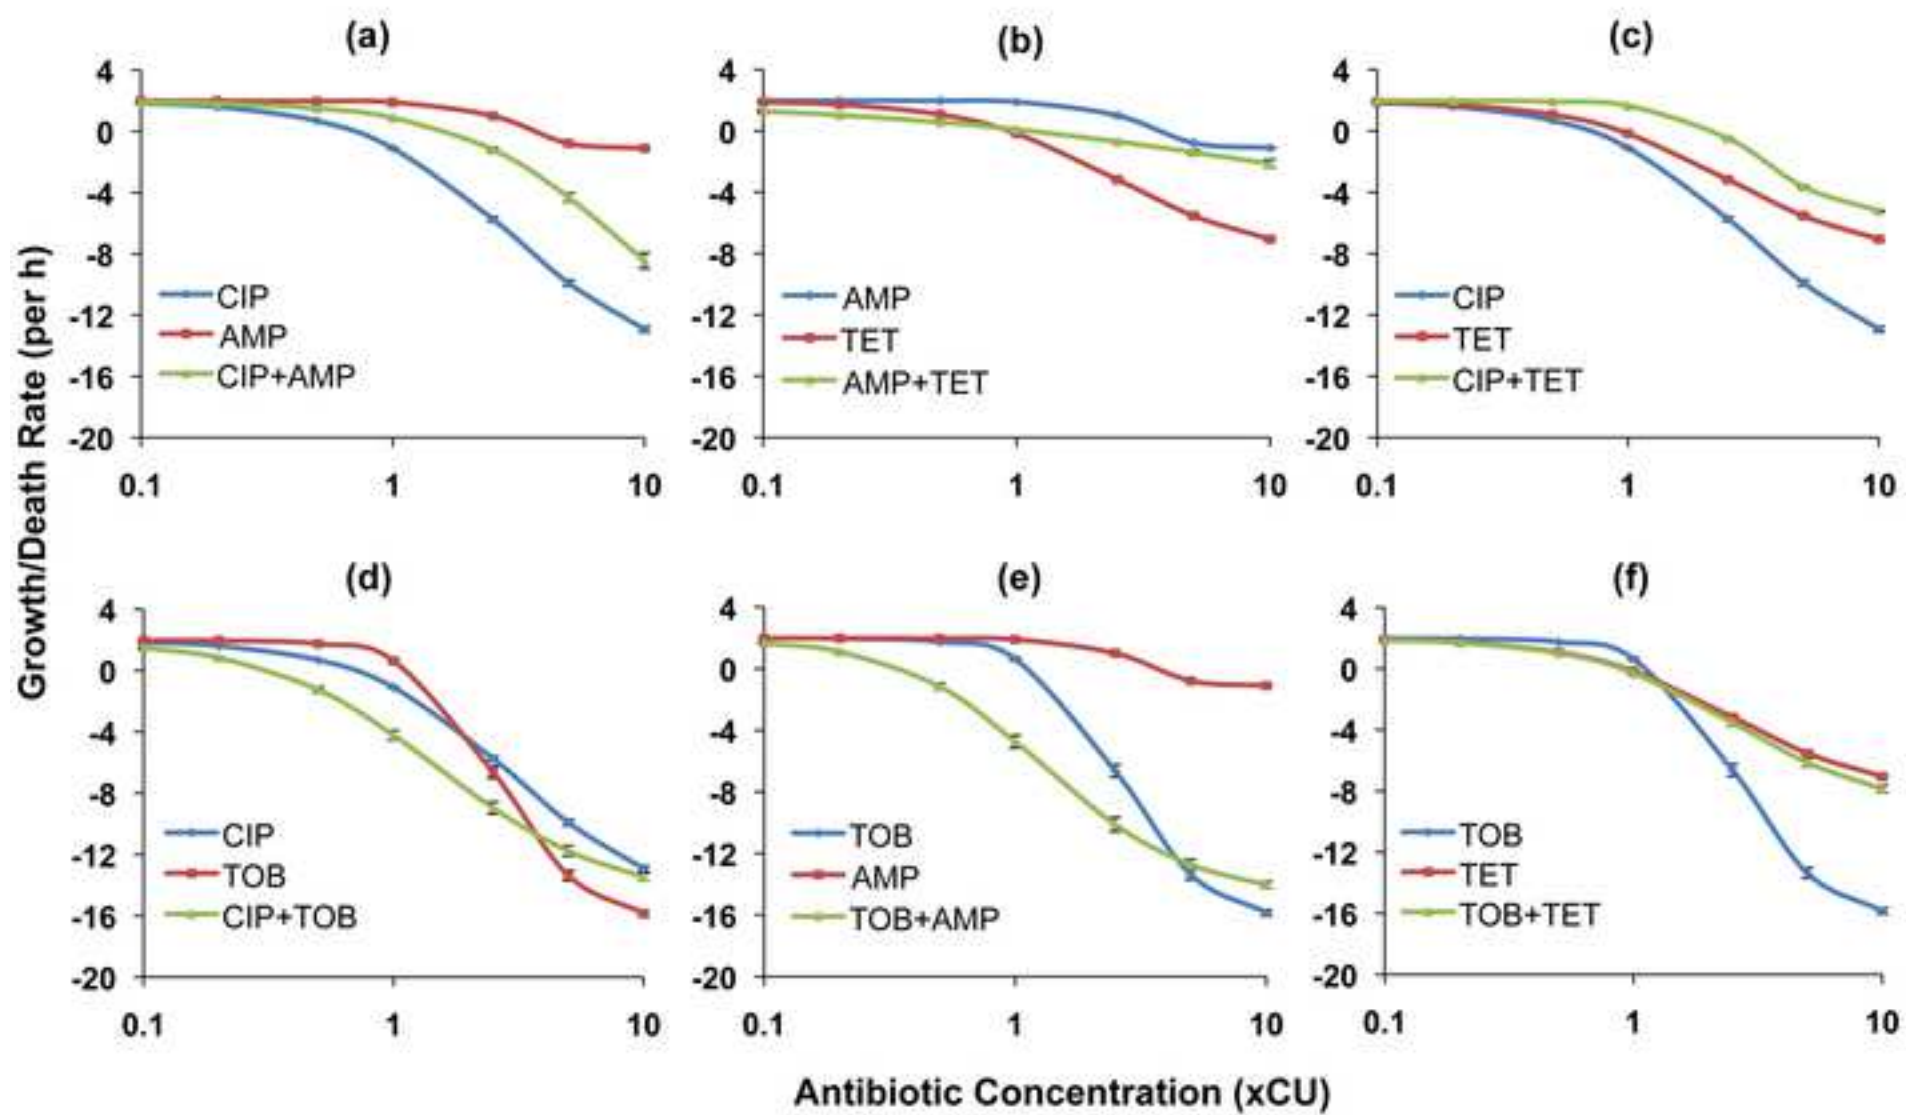 (a)
4
0
-4
-8
-12
-16
-20
CIP
AMP
CIP+AMP
0.1 1 10
(b)
4
0
-4
-8
-12
-16
-20
AMP
TET
AMP+TET
0.1 1 10
(c)
4
0
-4
-8
-12
-16
-20
CIP
TET
CIP+TET
0.1 1 10
Growth/Death Rate (per h)
(d)
4
0
-4
-8
-12
-16
-20
CIP
TOB
CIP+TOB
0.1 1 10
(e)
4
0
-4
-8
-12
-16
-20
TOB
AMP
TOB+AMP
0.1 1 10
(f)
4
0
-4
-8
-12
-16
-20
TOB
TET
TOB+TET
0.1 1 10
Antibiotic Concentration (xCU)